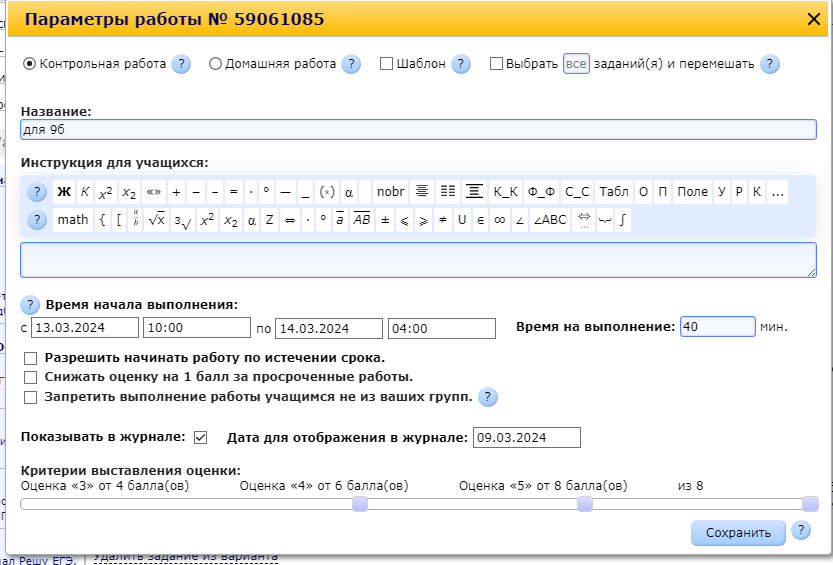 Параметры работы № 59061085
Контрольная работа ? Домашняя работа ? Шаблон ? Выбрать все заданий(я) и перемешать ?
Название:
для 9б
Инструкция для учащихся:
? Ж К x² x₂ «» + − – = · ° — _ (*) α nobr К_К Ф_Ф С_С Табл О П Поле У Р К ...
? math { [ a/b √x 3√ x² x₂ α Z ⇔ · ° a AB ± ⩽ ⩾ ≠ U ∈ ∞ ∠ ∠ABC ⇔... ∫
? Время начала выполнения:
с 13.03.2024 10:00 по 14.03.2024 04:00 Время на выполнение: 40 мин.
Разрешить начинать работу по истечении срока.
Снижать оценку на 1 балл за просроченные работы.
Запретить выполнение работы учащимся не из ваших групп. ?
Показывать в журнале: Дата для отображения в журнале: 09.03.2024
Критерии выставления оценки:
Оценка «3» от 4 балла(ов) Оценка «4» от 6 балла(ов) Оценка «5» от 8 балла(ов) из 8
Сохранить ?
Удалить задание из варианта
ал Решу ЕГЭ.